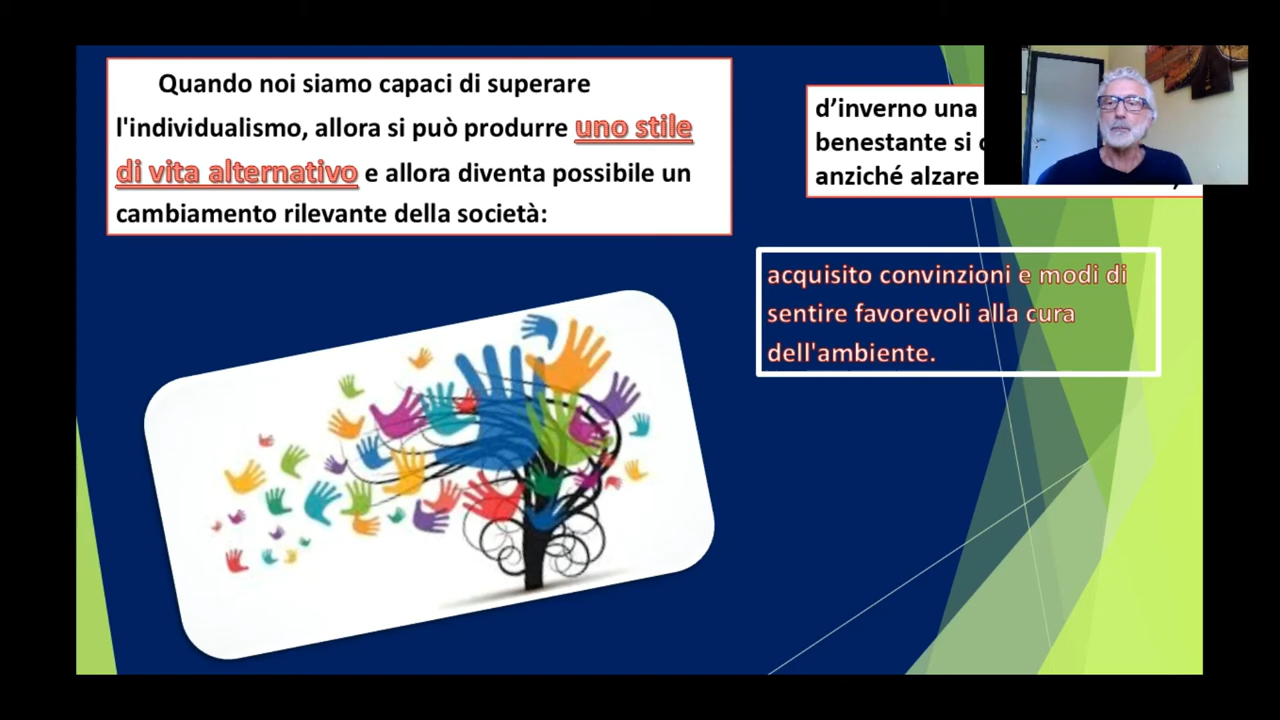 Quando noi siamo capaci di superare
l'individualismo, allora si può produrre uno stile
di vita alternativo e allora diventa possibile un
cambiamento rilevante della società:
d’inverno una
benestante si
anziché alzare
acquisito convinzioni e modi di
sentire favorevoli alla cura
dell'ambiente.